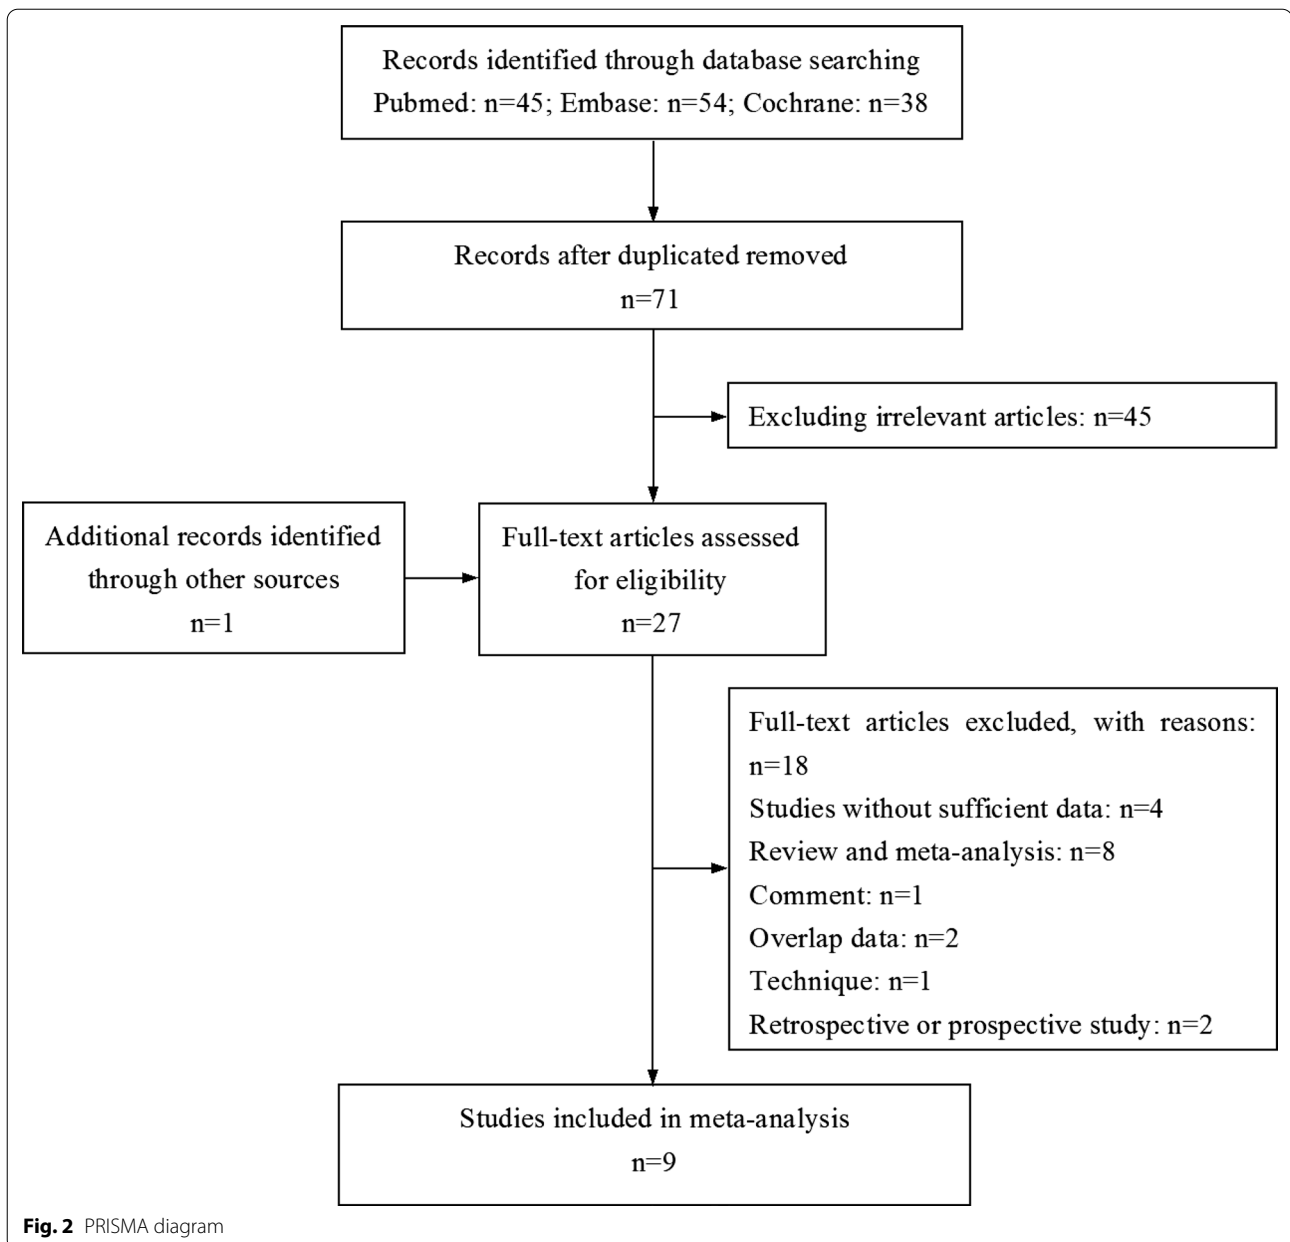 Records identified through database searching
Pubmed: n=45; Embase: n=54; Cochrane: n=38
Records after duplicated removed
n=71
Excluding irrelevant articles: n=45
Additional records identified
through other sources
n=1
Full-text articles assessed
for eligibility
n=27
Full-text articles excluded, with reasons:
n=18
Studies without sufficient data: n=4
Review and meta-analysis: n=8
Comment: n=1
Overlap data: n=2
Technique: n=1
Retrospective or prospective study: n=2
Studies included in meta-analysis
n=9
Fig. 2 PRISMA diagram